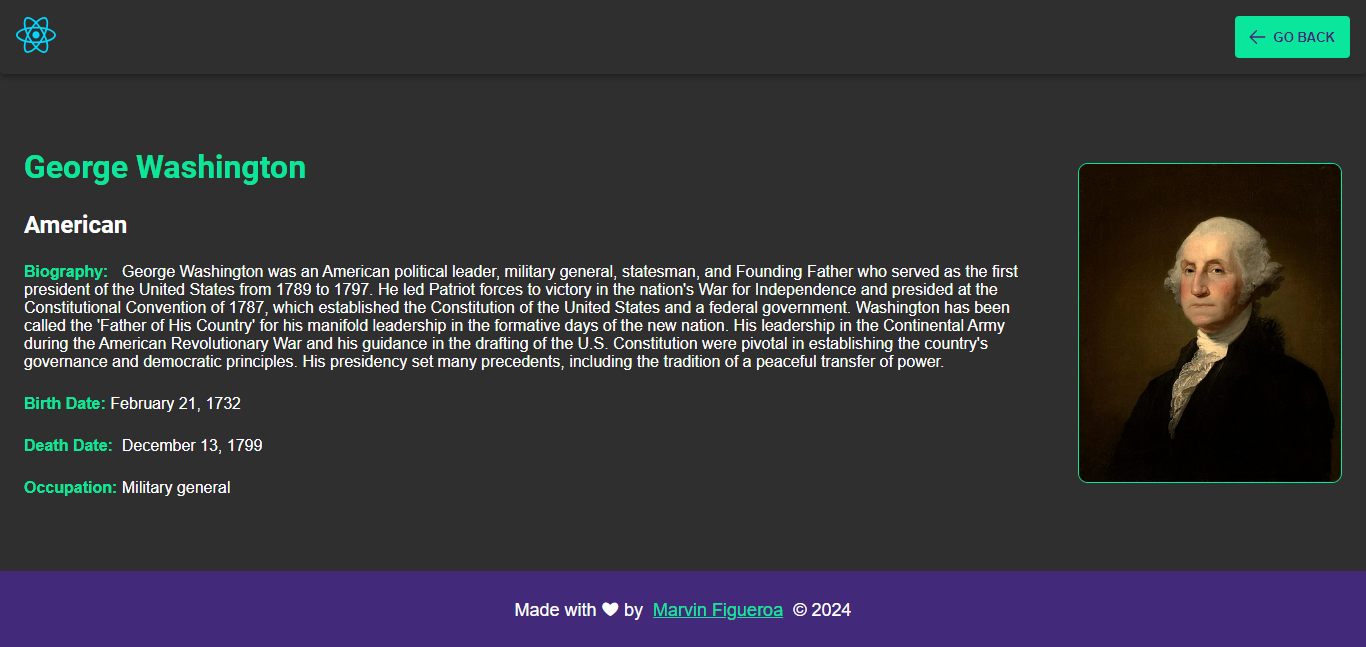 GO BACK
George Washington
American
Biography: George Washington was an American political leader, military general, statesman, and Founding Father who served as the first
president of the United States from 1789 to 1797. He led Patriot forces to victory in the nation's War for Independence and presided at the
Constitutional Convention of 1787, which established the Constitution of the United States and a federal government. Washington has been
called the 'Father of His Country' for his manifold leadership in the formative days of the new nation. His leadership in the Continental Army
during the American Revolutionary War and his guidance in the drafting of the U.S. Constitution were pivotal in establishing the country's
governance and democratic principles. His presidency set many precedents, including the tradition of a peaceful transfer of power.
Birth Date: February 21, 1732
Death Date: December 13, 1799
Occupation: Military general
Made with ♥ by Marvin Figueroa © 2024